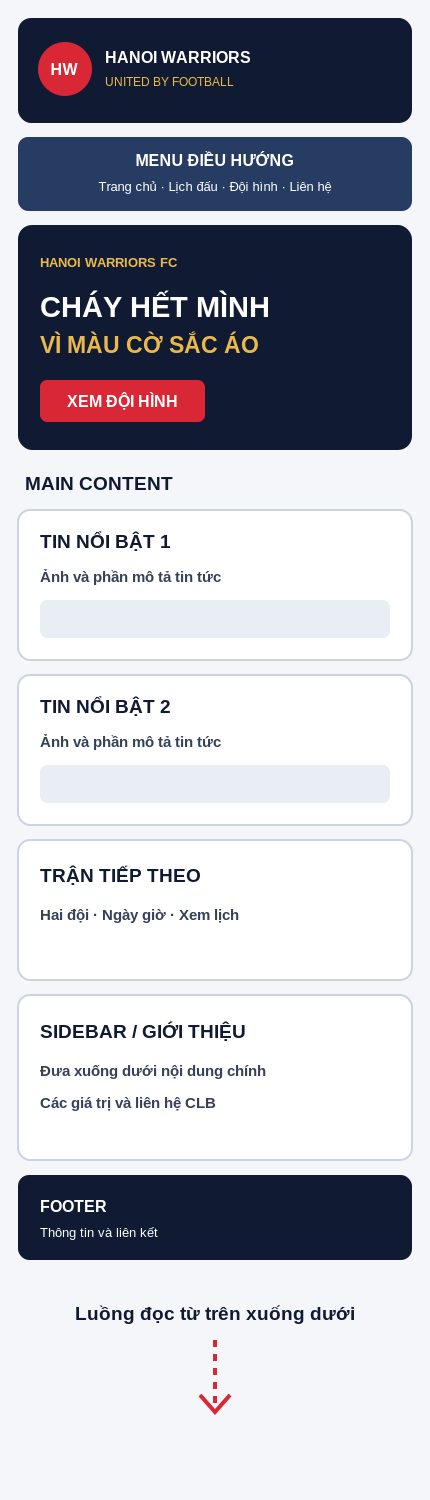 HW
HANOI WARRIORS
UNITED BY FOOTBALL
MENU ĐIỀU HƯỚNG
Trang chủ · Lịch đấu · Đội hình · Liên hệ
HANOI WARRIORS FC
CHÁY HẾT MÌNH
VÌ MÀU CỜ SẮC ÁO
XEM ĐỘI HÌNH
MAIN CONTENT
TIN NỔI BẬT 1
Ảnh và phần mô tả tin tức
TIN NỔI BẬT 2
Ảnh và phần mô tả tin tức
TRẬN TIẾP THEO
Hai đội · Ngày giờ · Xem lịch
SIDEBAR / GIỚI THIỆU
Đưa xuống dưới nội dung chính
Các giá trị và liên hệ CLB
FOOTER
Thông tin và liên kết
Luồng đọc từ trên xuống dưới